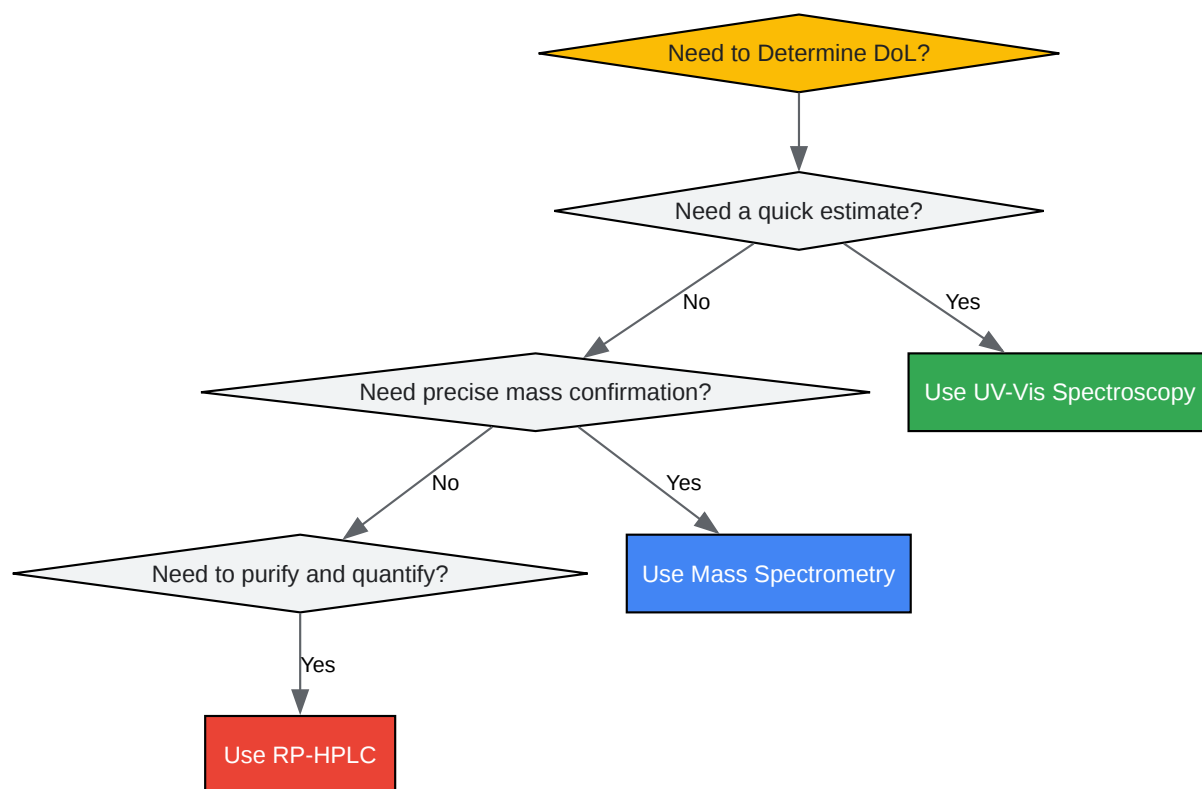 Need to Determine DoL?
Need a quick estimate?
No
Yes
Need precise mass confirmation?
Use UV-Vis Spectroscopy
No
Yes
Need to purify and quantify?
Use Mass Spectrometry
Yes
Use RP-HPLC